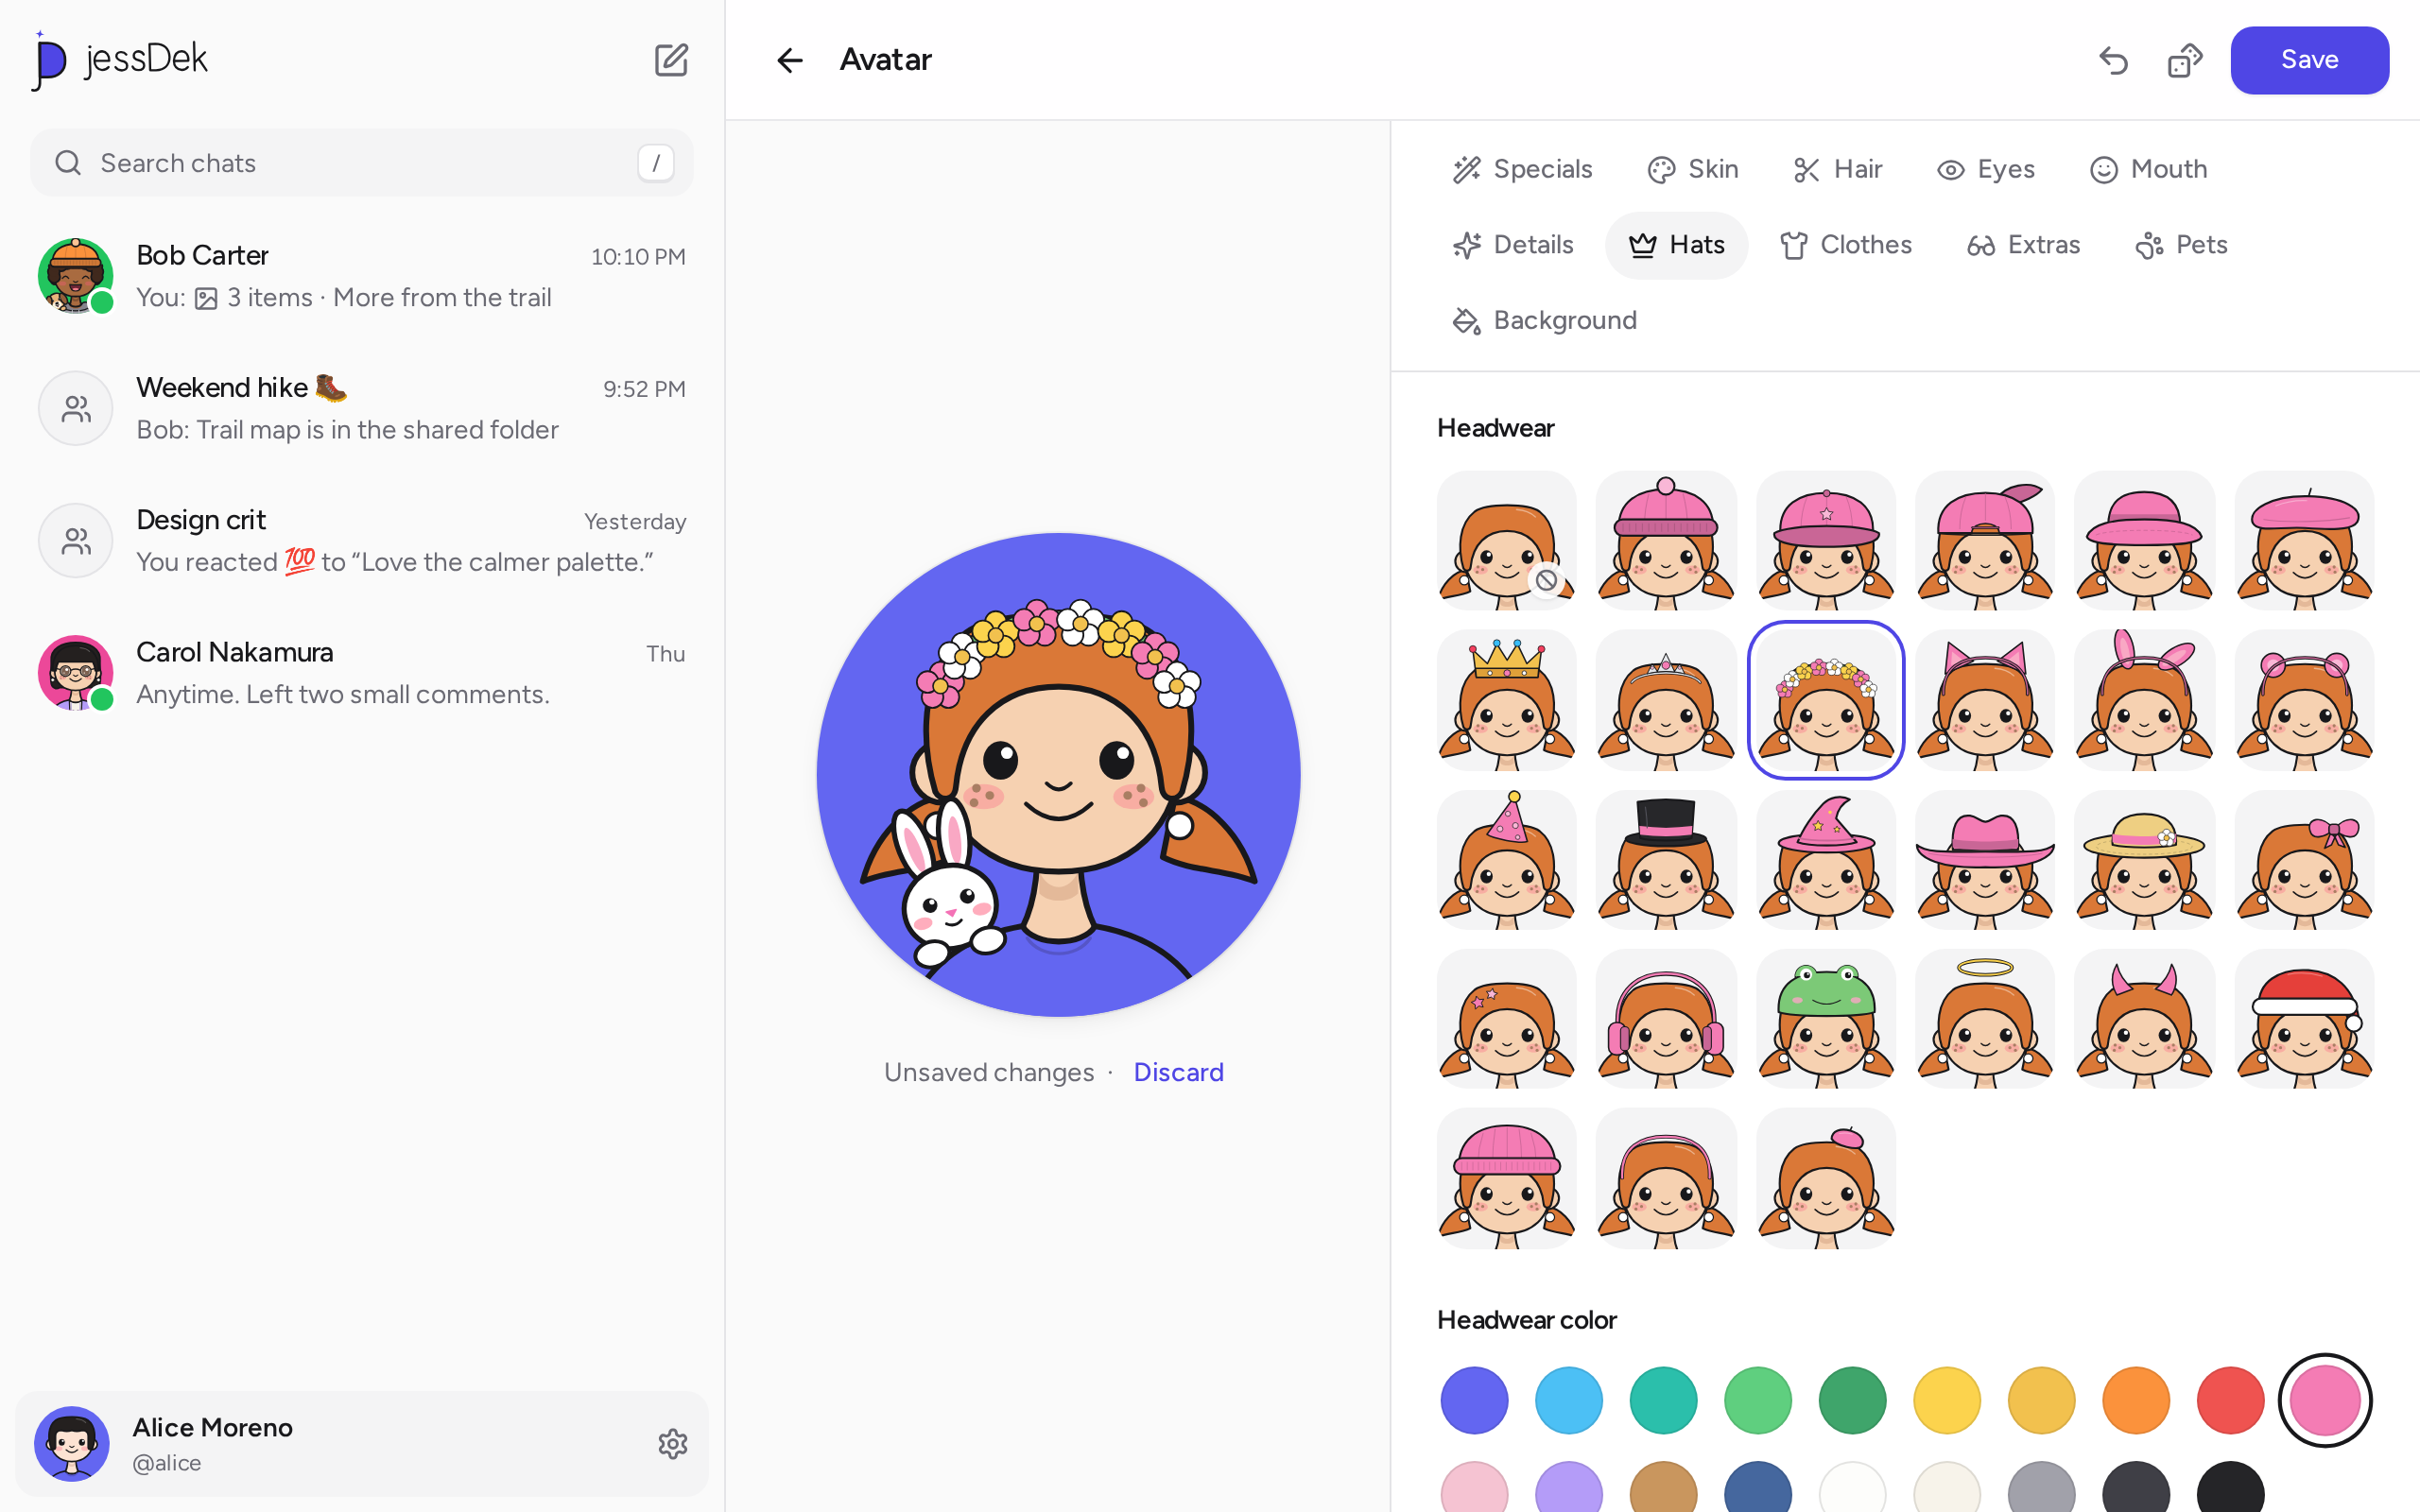 jessDek
Search chats
/
Bob Carter
10:10 PM
You: 3 items · More from the trail
Weekend hike 🥾
9:52 PM
Bob: Trail map is in the shared folder
Design crit
Yesterday
You reacted 💯 to “Love the calmer palette.”
Carol Nakamura
Thu
Anytime. Left two small comments.
Alice Moreno
@alice
Avatar
Save
Unsaved changes · Discard
Specials Skin Hair Eyes Mouth
Details Hats Clothes Extras Pets
Background
Headwear
Headwear color